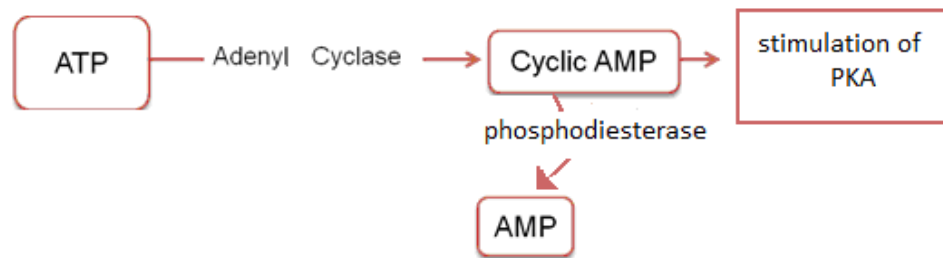 ATP
Adenyl Cyclase
Cyclic AMP
stimulation of
PKA
phosphodiesterase
AMP